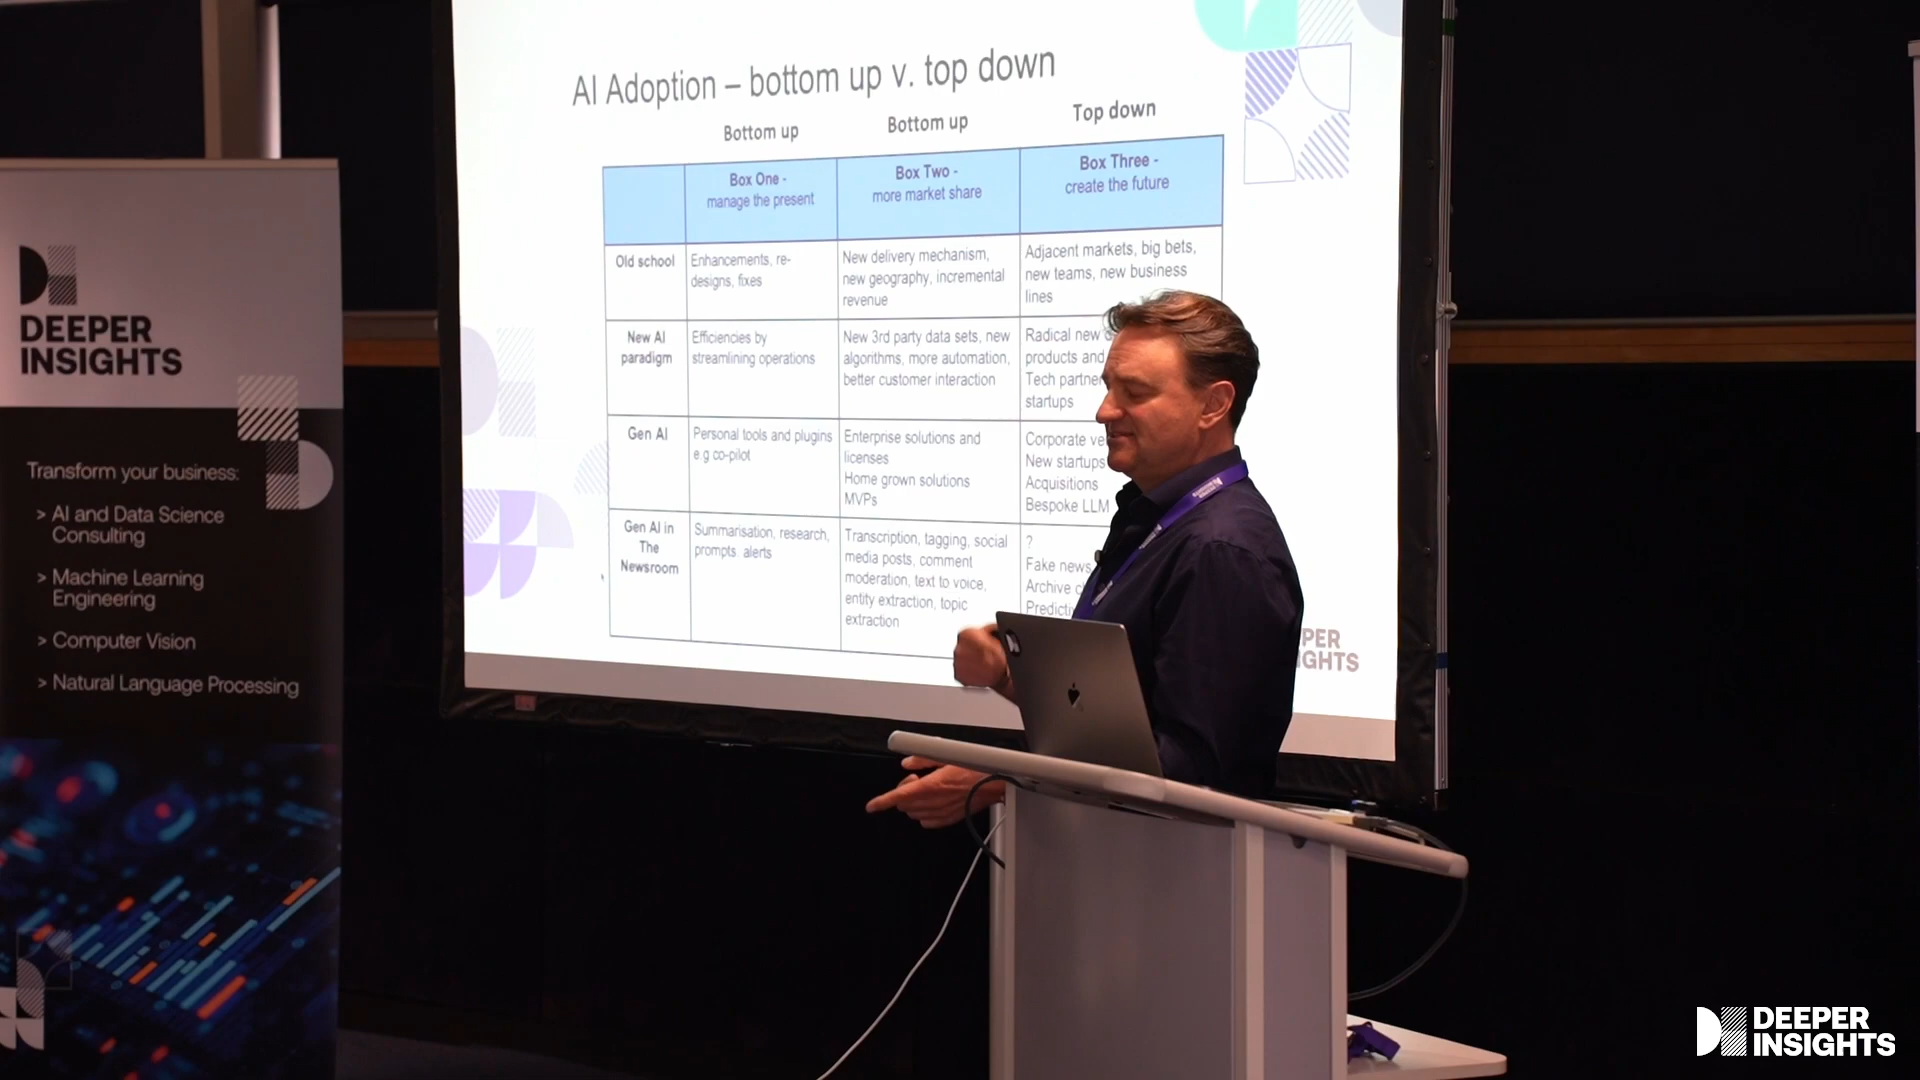 AI Adoption – bottom up v. top down
Bottom up
Bottom up
Top down
Box One -
manage the present
Box Two -
more market share
Box Three -
create the future
Old school
Enhancements, re-
designs, fixes
New delivery mechanism,
new geography, incremental
revenue
Adjacent markets, big bets,
new teams, new business
lines
New AI
paradigm
Efficiencies by
streamlining operations
New 3rd party data sets, new
algorithms, more automation,
better customer interaction
Radical new
products and
Tech
startups
Gen AI
Personal tools and plugins
e.g co-pilot
Enterprise solutions and
licenses
Home grown solutions
MVPs
Corporate
New startups
Acquisitions
Bespoke LLM
Gen AI in
The
Newsroom
Summarisation, research,
prompts. alerts
Transcription, tagging, social
media posts, comment
moderation, text to voice,
entity extraction, topic
extraction
?
Fake news
Archive
PER
IGHTS
DEEPER
INSIGHTS
Transform your business:
> AI and Data Science
Consulting
> Machine Learning
Engineering
> Computer Vision
> Natural Language Processing
DEEPER
INSIGHTS